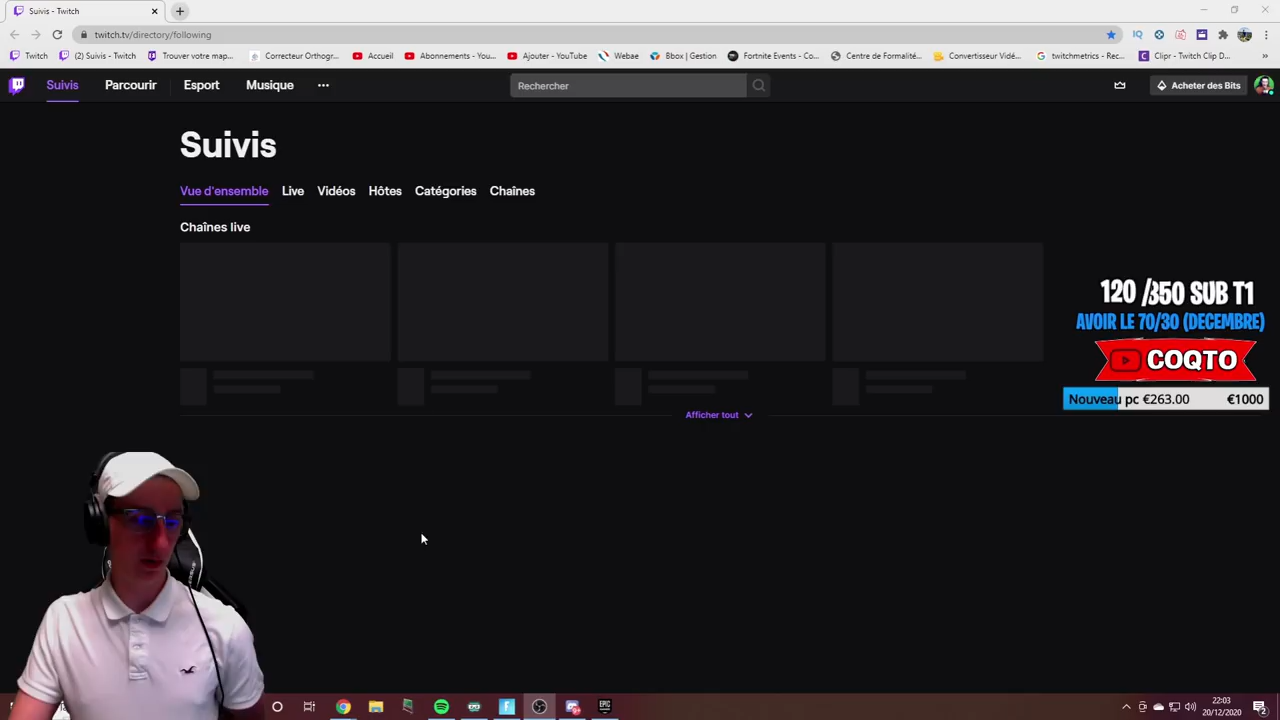 Suivis - Twitch
twitch.tv/directory/following
Twitch
(2) Suivis - Twitch
Trouver votre map...
Correcteur Orthogr...
Accueil
Abonnements - You...
Ajouter - YouTube
Webae
Bbox | Gestion
Fortnite Events - Co...
Centre de Formalité...
Convertisseur Vidé...
twitchmetrics - Rec...
Clipr - Twitch Clip D...
Suivis
Parcourir
Esport
Musique
Rechercher
Acheter des Bits
Suivis
Vue d'ensemble
Live
Vidéos
Hôtes
Catégories
Chaînes
Chaînes live
120 /350 SUB T1
AVOIR LE 70/30 (DECEMBRE)
COQTO
Nouveau pc €263.00 €1000
Afficher tout
EPIC
22:03
20/12/2020
2